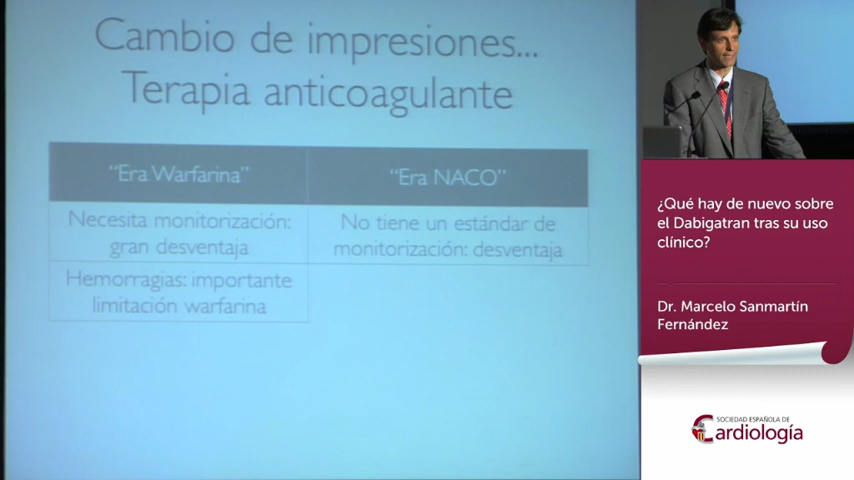 Cambio de impresiones...
Terapia anticoagulante
"Era Warfarina"
"Era NACO"
Necesita monitorización:
gran desventaja
No tiene un estándar de
monitorización: desventaja
Hemorragias: importante
limitación warfarina
¿Qué hay de nuevo sobre
el Dabigatran tras su uso
clínico?
Dr. Marcelo Sanmartín
Fernández
SOCIEDAD ESPAÑOLA DE
Cardiología